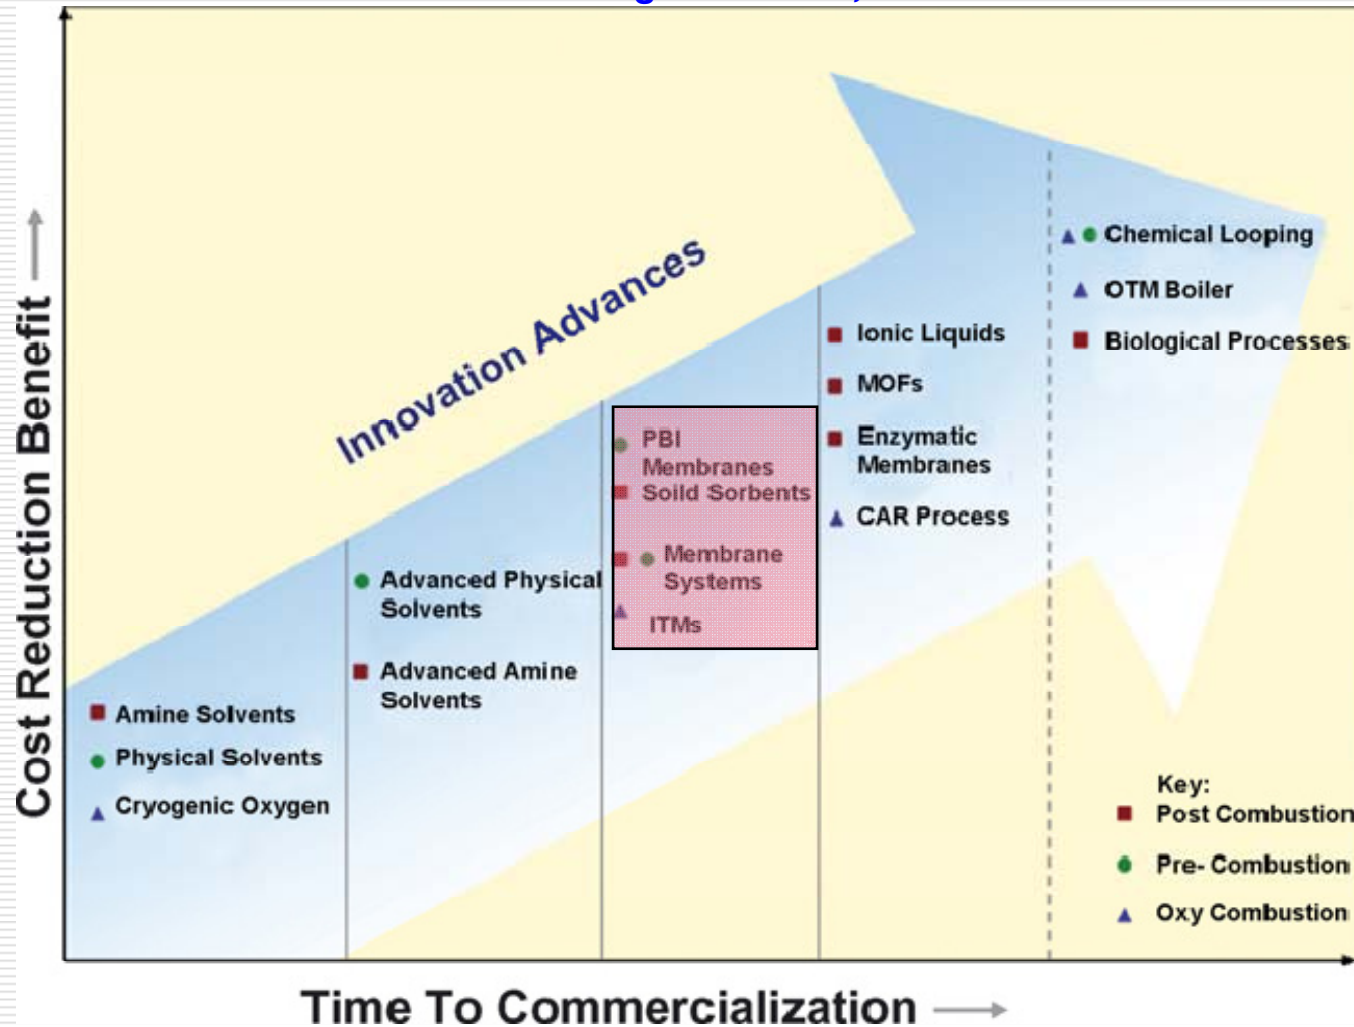 Cost Reduction Benefit
Innovation Advances
Amine Solvents
Physical Solvents
Cryogenic Oxygen
Advanced Physical
Solvents
Advanced Amine
Solvents
PBI
Membranes
Soild Sorbents
Membrane
Systems
ITMs
Ionic Liquids
MOFs
Enzymatic
Membranes
CAR Process
Chemical Looping
OTM Boiler
Biological Processes
Key:
Post Combustion
Pre- Combustion
Oxy Combustion
Time To Commercialization